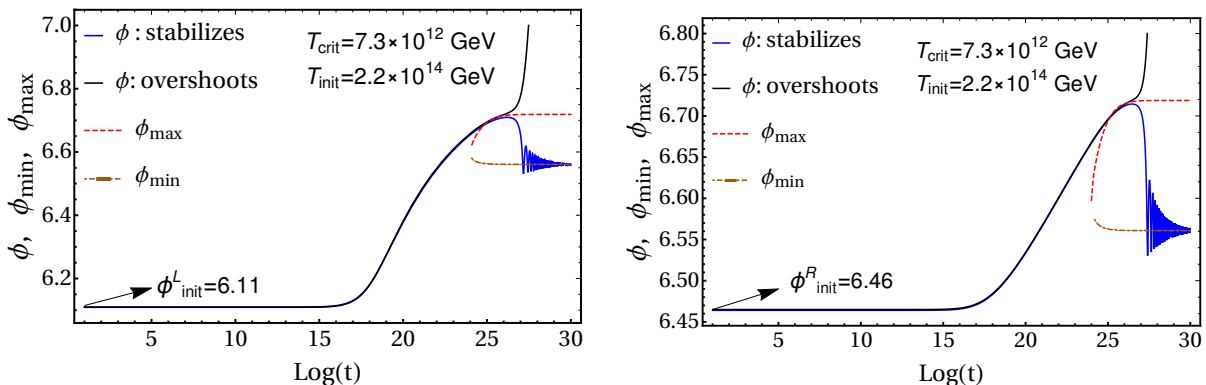 ϕ, ϕmin, ϕmax
7.0
6.8
6.6
6.4
6.2
ϕ : stabilizes
ϕ : overshoots
ϕmax
ϕmin
Tcrit=7.3×10¹² GeV
Tinit=2.2×10¹⁴ GeV
ϕᴸinit=6.11
5 10 15 20 25 30
Log(t)
ϕ, ϕmin, ϕmax
6.80
6.75
6.70
6.65
6.60
6.55
6.50
6.45
ϕ : stabilizes
ϕ: overshoots
ϕmax
ϕmin
Tcrit=7.3×10¹² GeV
Tinit=2.2×10¹⁴ GeV
ϕᴿinit=6.46
5 10 15 20 25 30
Log(t)